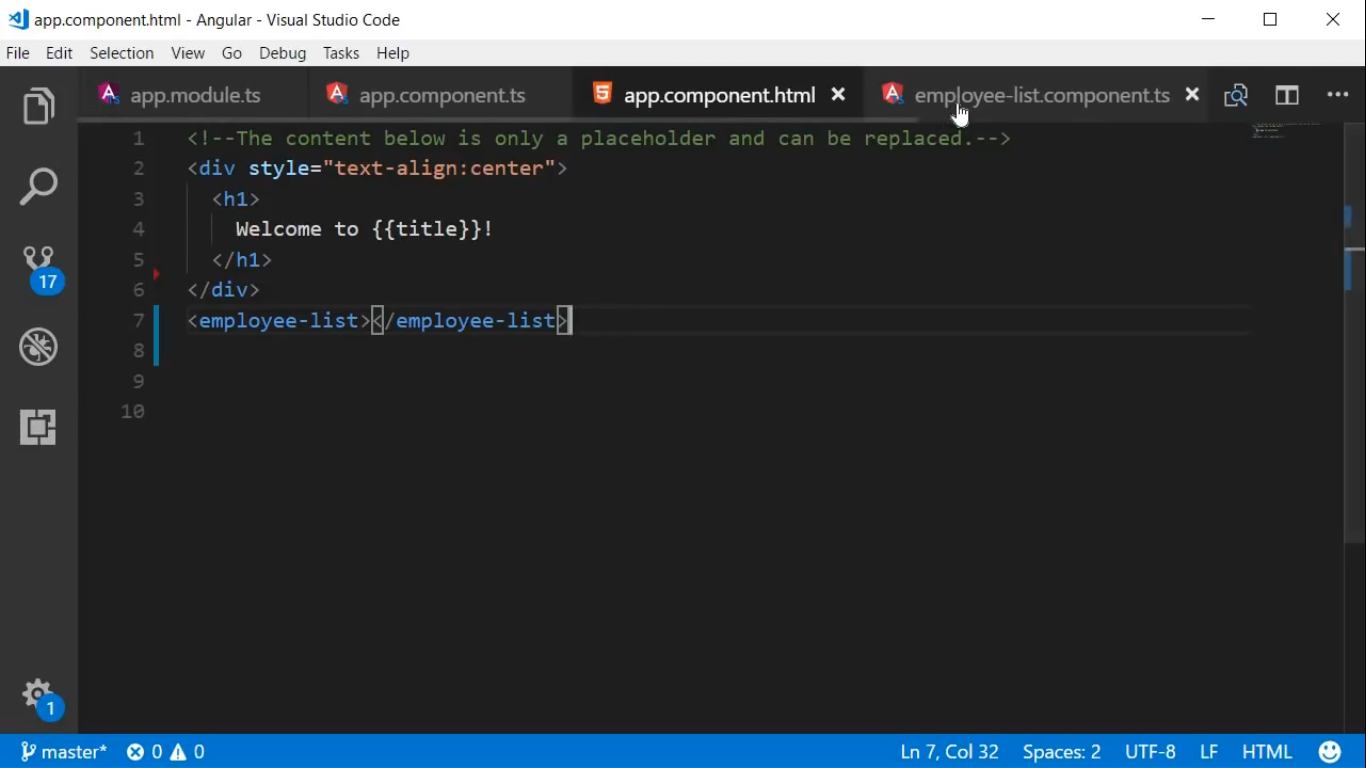 app.component.html - Angular - Visual Studio Code
File Edit Selection View Go Debug Tasks Help
app.module.ts app.component.ts app.component.html employee-list.component.ts
1 <!--The content below is only a placeholder and can be replaced.-->
2 <div style="text-align:center">
3 <h1>
4 Welcome to {{title}}!
5 </h1>
6 </div>
7 <employee-list></employee-list>
8
9
10
17
1
master* 0 0 Ln 7, Col 32 Spaces: 2 UTF-8 LF HTML